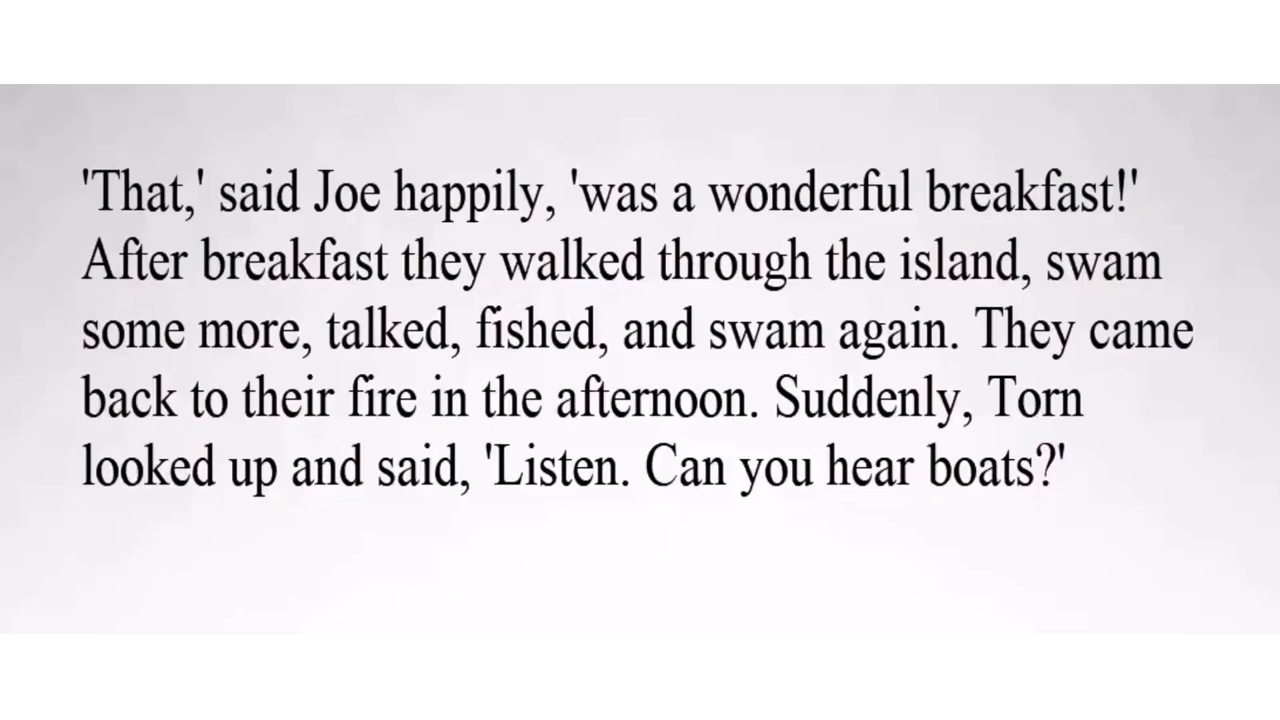 'That,' said Joe happily, 'was a wonderful breakfast!'
After breakfast they walked through the island, swam
some more, talked, fished, and swam again. They came
back to their fire in the afternoon. Suddenly, Torn
looked up and said, 'Listen. Can you hear boats?'